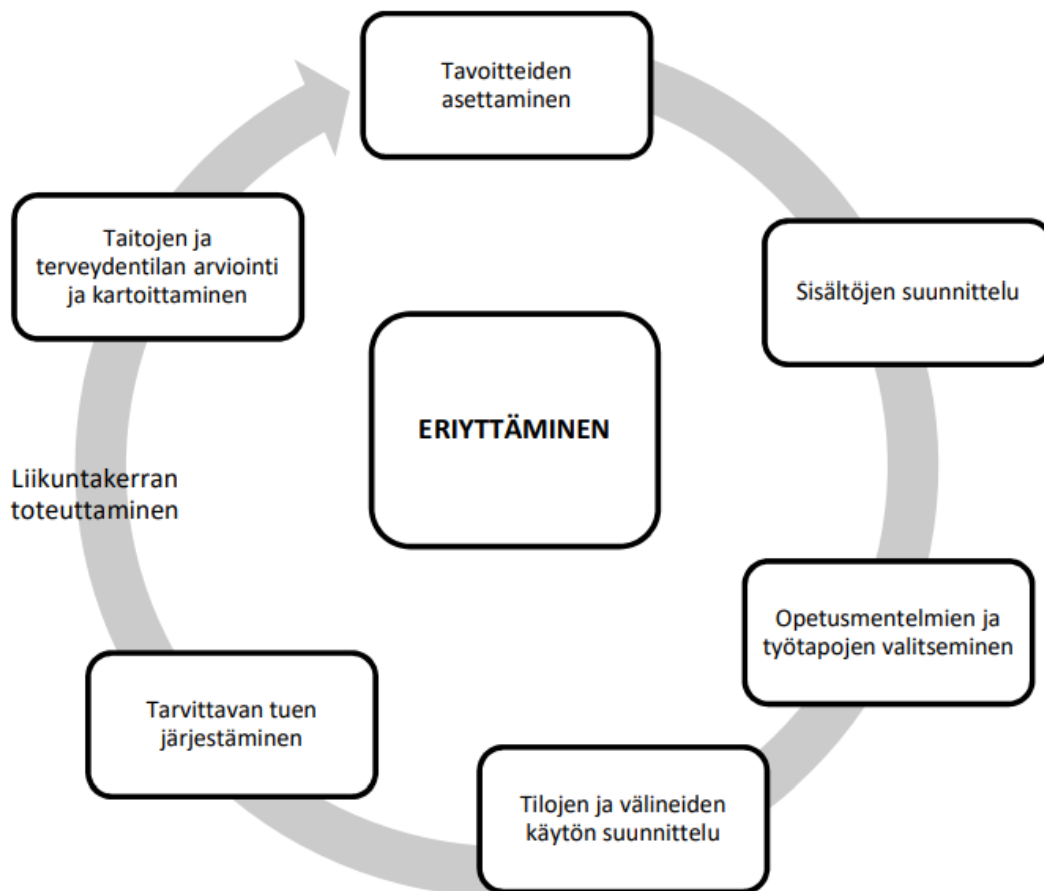 Tavoitteiden
asettaminen
Sisältöjen suunnittelu
Opetusmentelmien ja
työtapojen valitseminen
Tilojen ja välineiden
käytön suunnittelu
Tarvittavan tuen
järjestäminen
Liikuntakerran
toteuttaminen
Taitojen ja
terveydentilan arviointi
ja kartoittaminen
ERIYTTÄMINEN